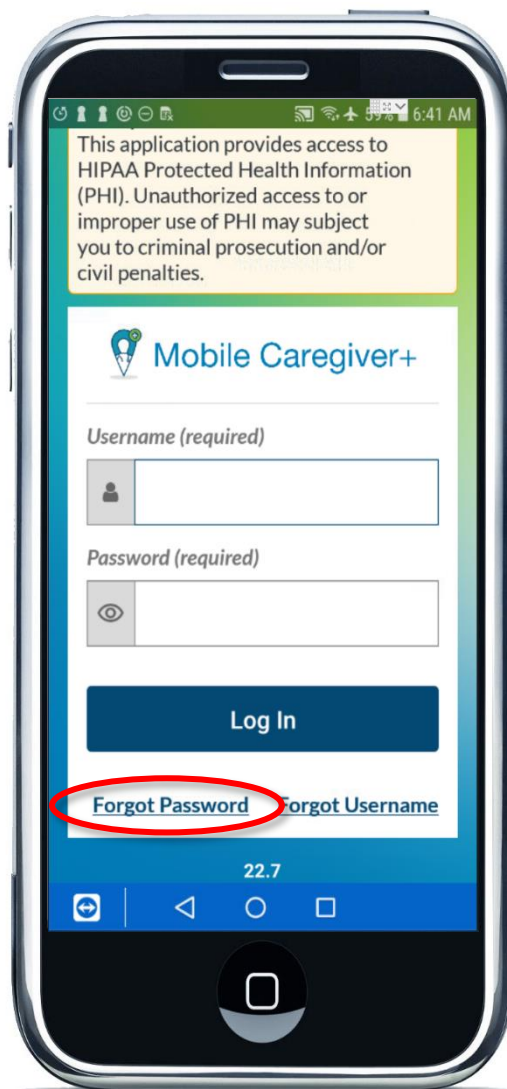 6:41 AM
This application provides access to
HIPAA Protected Health Information
(PHI). Unauthorized access to or
improper use of PHI may subject
you to criminal prosecution and/or
civil penalties.
Mobile Caregiver+
Username (required)
Password (required)
Log In
Forgot Password Forgot Username
22.7